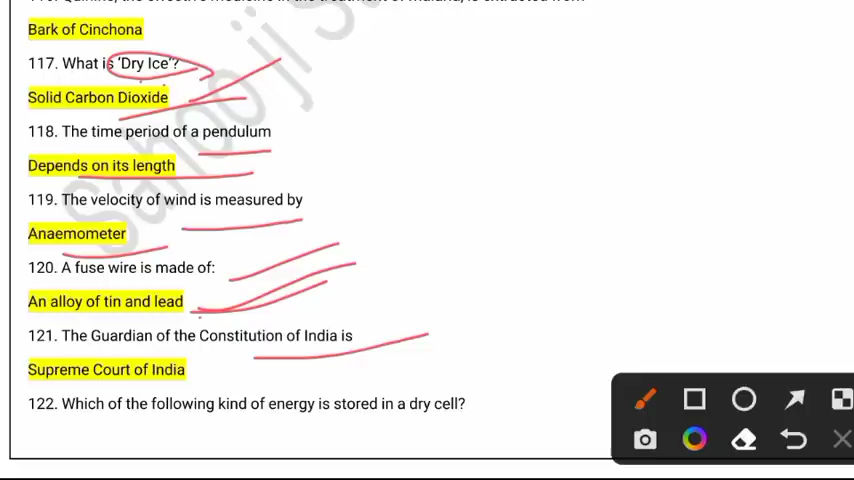 Bark of Cinchona
117. What is 'Dry Ice'?
Solid Carbon Dioxide
118. The time period of a pendulum
Depends on its length
119. The velocity of wind is measured by
Anaemometer
120. A fuse wire is made of:
An alloy of tin and lead
121. The Guardian of the Constitution of India is
Supreme Court of India
122. Which of the following kind of energy is stored in a dry cell?
Sahoo ji